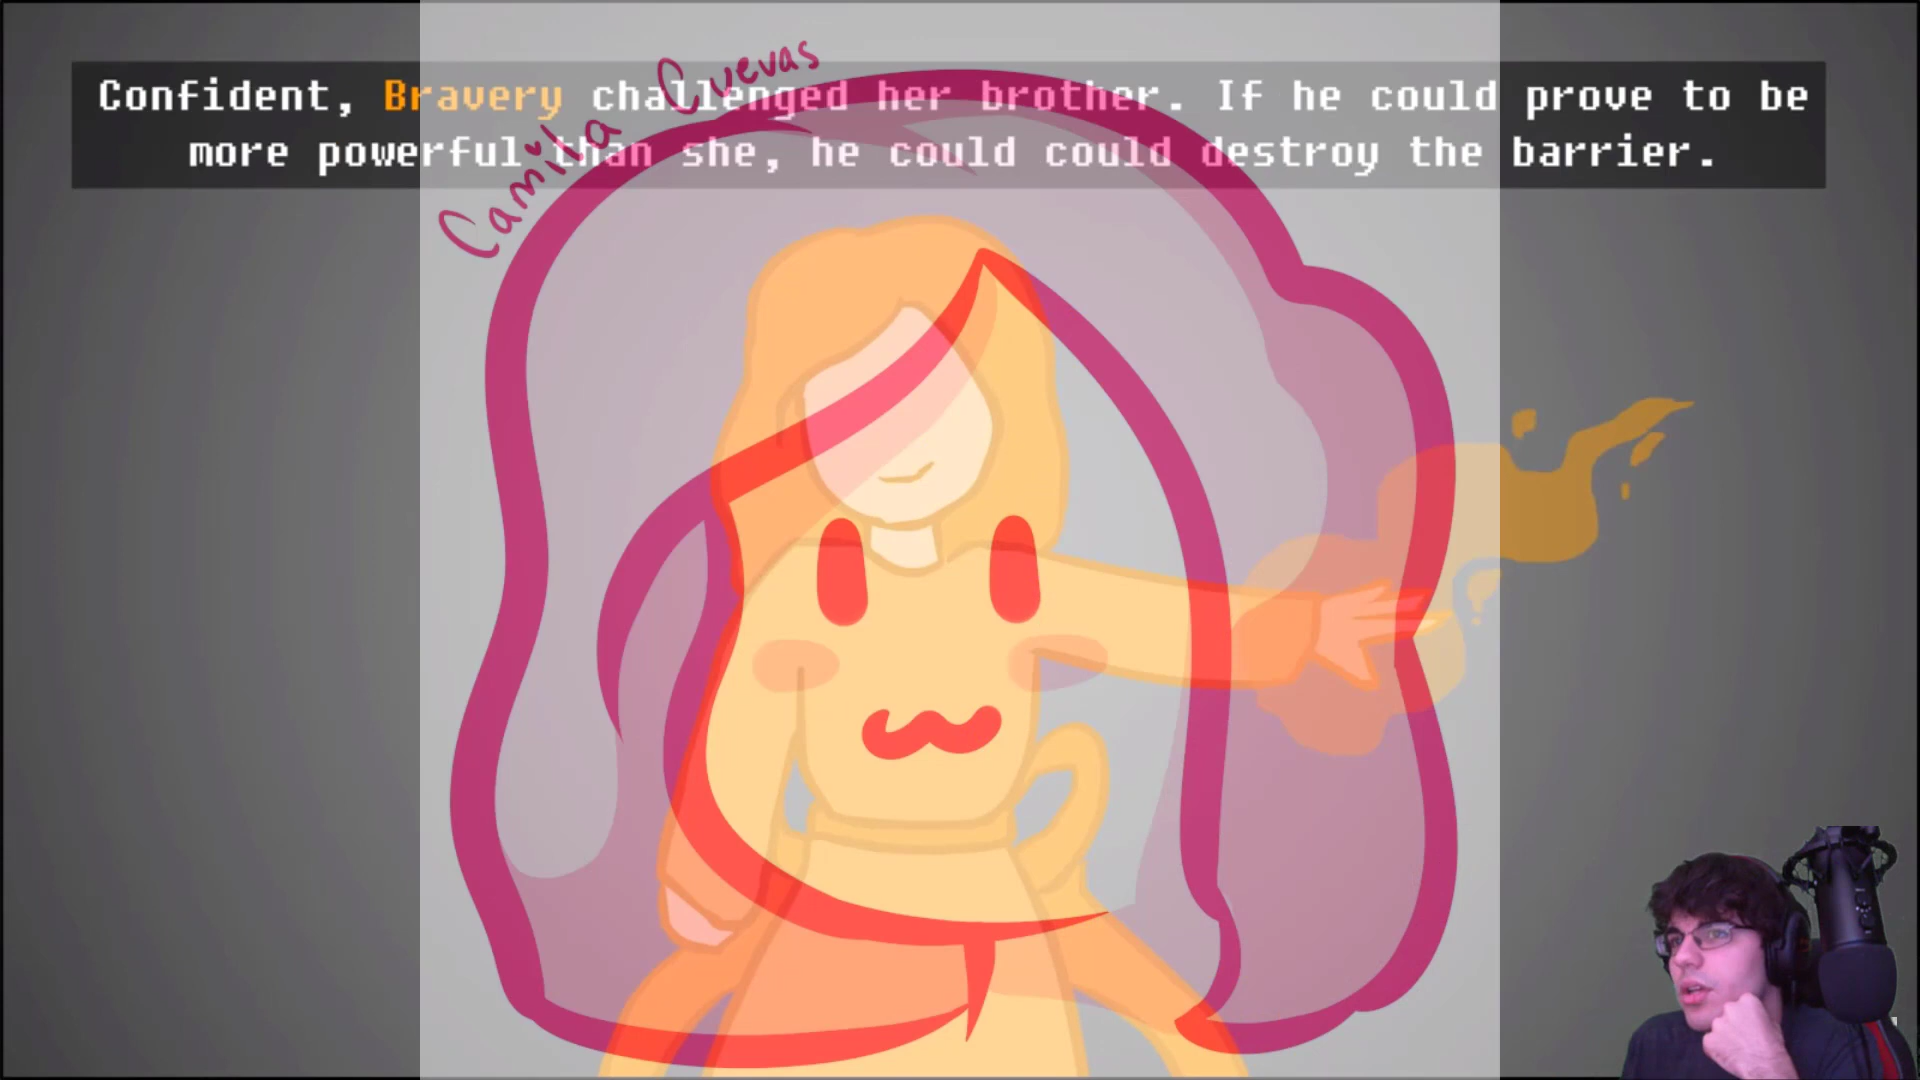 Camila Cuevas
Confident, Bravery challenged her brother. If he could prove to be
more powerful than she, he could could destroy the barrier.